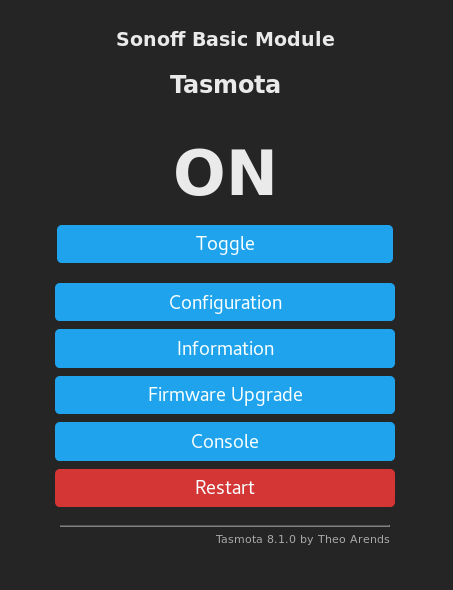 Sonoff Basic Module
Tasmota
ON
Toggle
Configuration
Information
Firmware Upgrade
Console
Restart
Tasmota 8.1.0 by Theo Arends